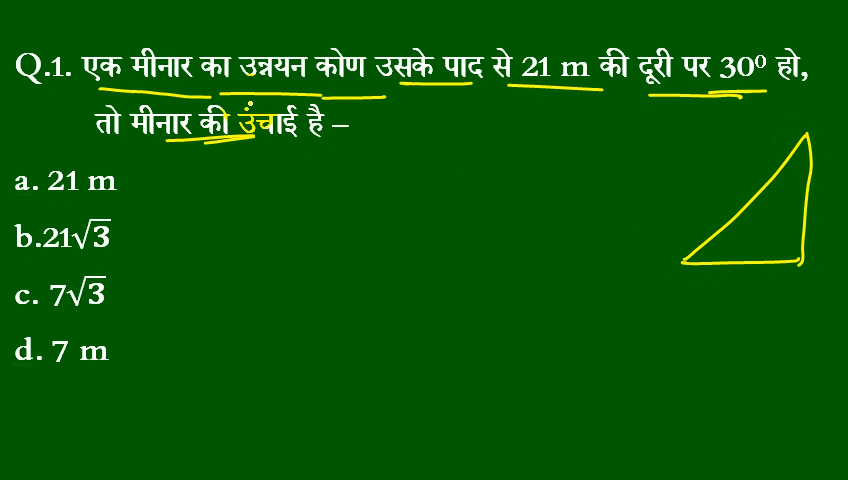 Q.1. एक मीनार का उन्नयन कोण उसके पाद से 21 m की दूरी पर 30⁰ हो,
तो मीनार की उंचाई है –
a. 21 m
b.21√3
c. 7√3
d. 7 m